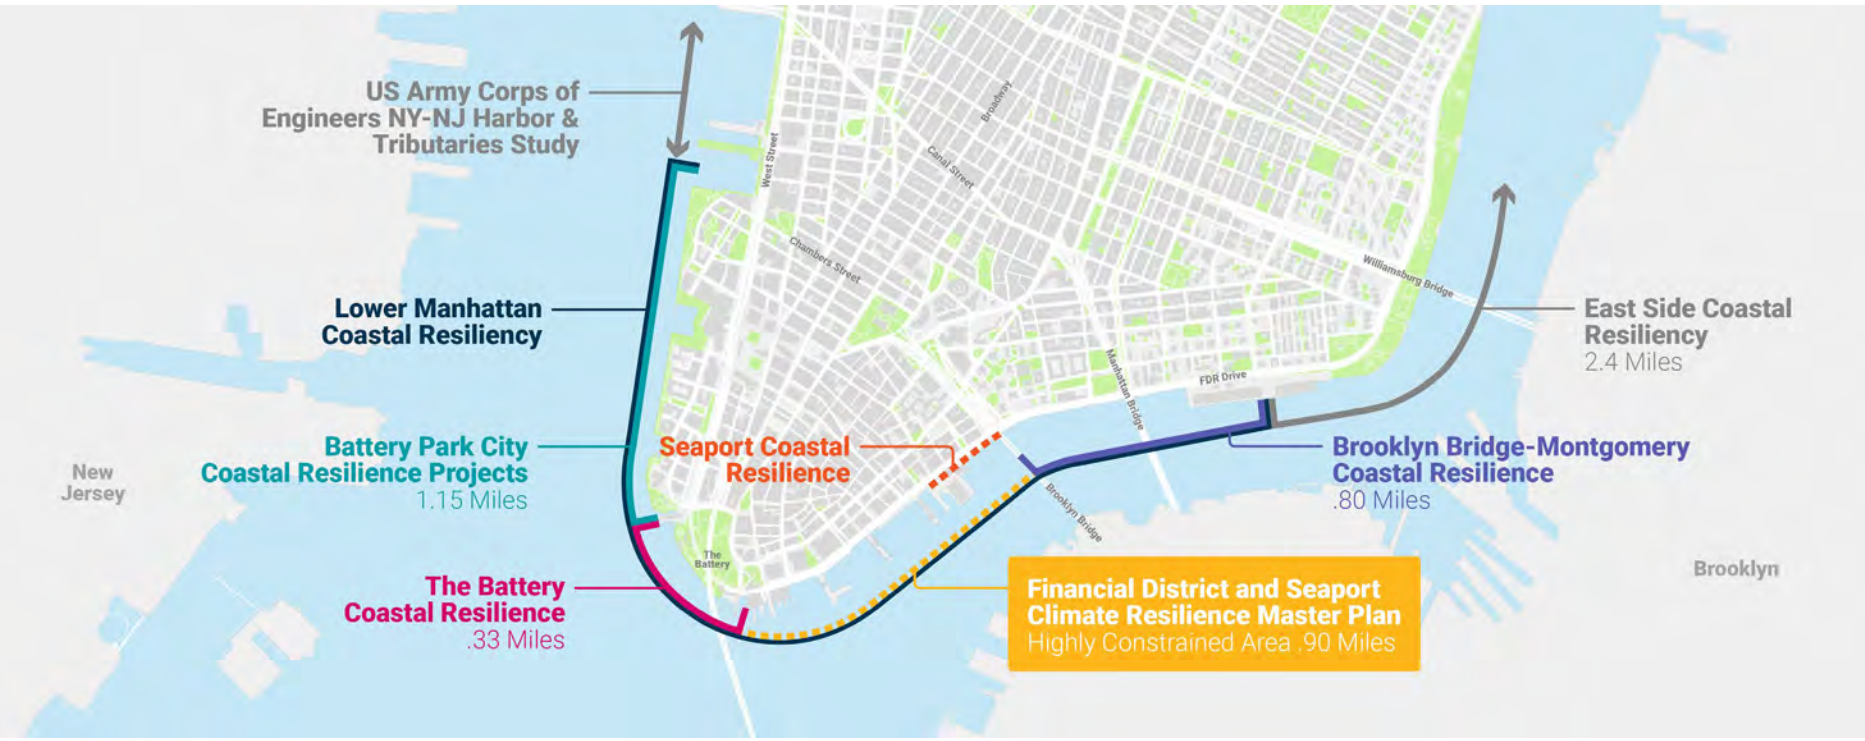 US Army Corps of
Engineers NY-NJ Harbor &
Tributaries Study
West Street
Broadway
Canal Street
Chambers Street
Williamsburg Bridge
Lower Manhattan
Coastal Resiliency
East Side Coastal
Resiliency
2.4 Miles
Manhattan Bridge
FDR Drive
Battery Park City
Coastal Resilience Projects
1.15 Miles
Seaport Coastal
Resilience
Brooklyn Bridge-Montgomery
Coastal Resilience
.80 Miles
New
Jersey
Brooklyn Bridge
The
Battery
The Battery
Coastal Resilience
.33 Miles
Financial District and Seaport
Climate Resilience Master Plan
Highly Constrained Area .90 Miles
Brooklyn